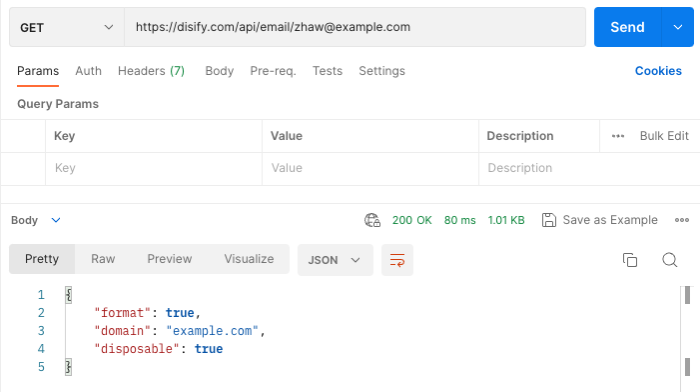 GET https://disify.com/api/email/zhaw@example.com Send
Params Auth Headers (7) Body Pre-req. Tests Settings Cookies
Query Params
Key Value Description ••• Bulk Edit
Key Value Description
Body 200 OK 80 ms 1.01 KB Save as Example •••
Pretty Raw Preview Visualize JSON
1 {
2 "format": true,
3 "domain": "example.com",
4 "disposable": true
5 }